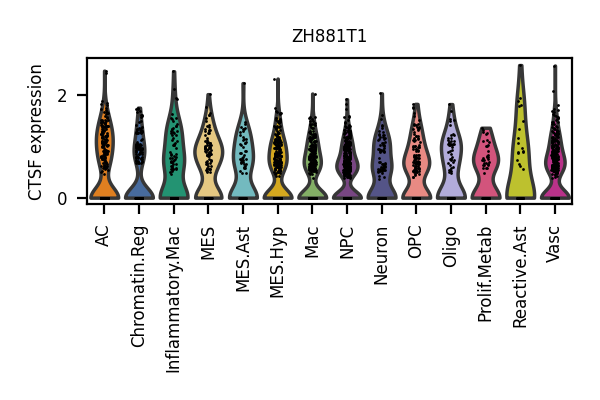 ZH881T1
CTSF expression
2
0
AC
Chromatin.Reg
Inflammatory.Mac
MES
MES.Ast
MES.Hyp
Mac
NPC
Neuron
OPC
Oligo
Prolif.Metab
Reactive.Ast
Vasc